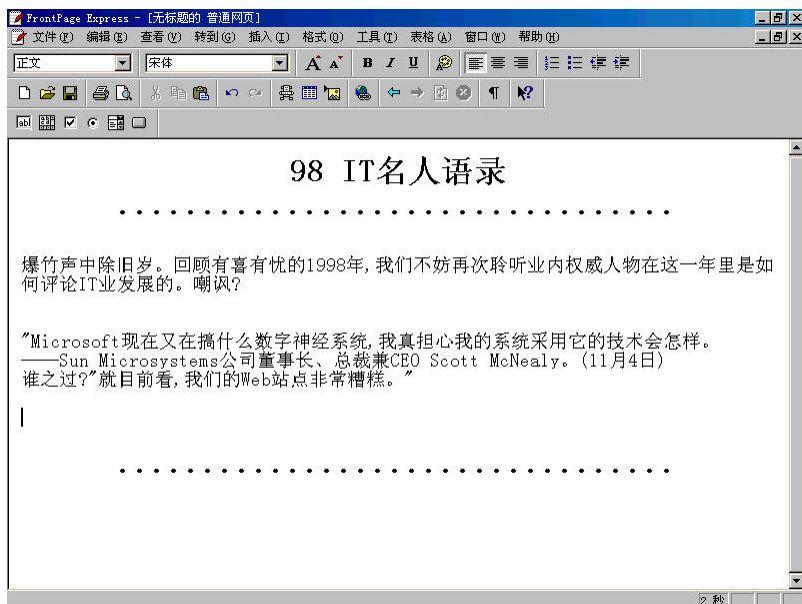 FrontPage Express - [无标题的 普通网页]
文件(F) 编辑(E) 查看(V) 转到(G) 插入(I) 格式(O) 工具(T) 表格(A) 窗口(W) 帮助(H)
正文 宋体 A A B I U
abl
98 IT名人语录
爆竹声中除旧岁。回顾有喜有忧的1998年,我们不妨再次聆听业内权威人物在这一年里是如
何评论IT业发展的。嘲讽?
"Microsoft现在又在搞什么数字神经系统,我真担心我的系统采用它的技术会怎样。
——Sun Microsystems公司董事长、总裁兼CEO Scott McNealy。(11月4日)
谁之过?"就目前看,我们的Web站点非常糟糕。"
2 秒